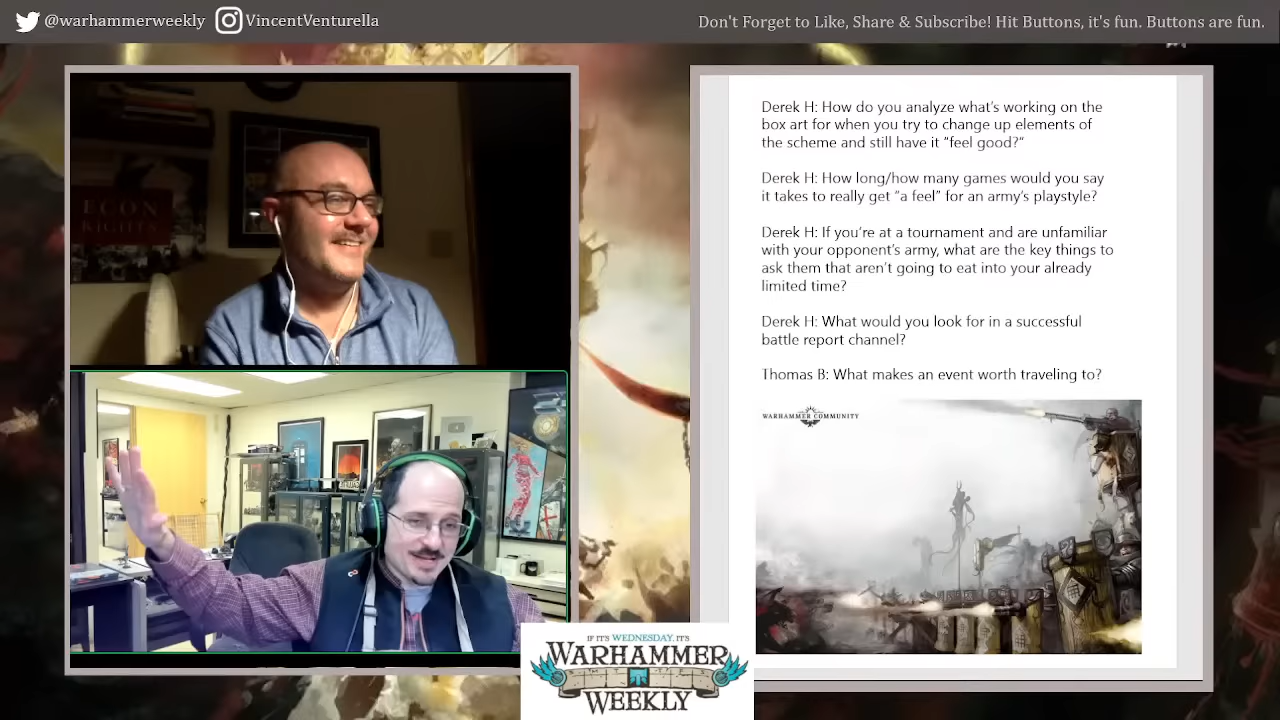 @warhammerweekly VincentVenturella
Don't Forget to Like, Share & Subscribe! Hit Buttons, it's fun. Buttons are fun.
ECON
RIGHTS
Derek H: How do you analyze what's working on the
box art for when you try to change up elements of
the scheme and still have it "feel good?"
Derek H: How long/how many games would you say
it takes to really get "a feel" for an army's playstyle?
Derek H: If you're at a tournament and are unfamiliar
with your opponent's army, what are the key things to
ask them that aren't going to eat into your already
limited time?
Derek H: What would you look for in a successful
battle report channel?
Thomas B: What makes an event worth traveling to?
WARHAMMER COMMUNITY
IF IT'S WEDNESDAY, IT'S
WARHAMMER
WEEKLY